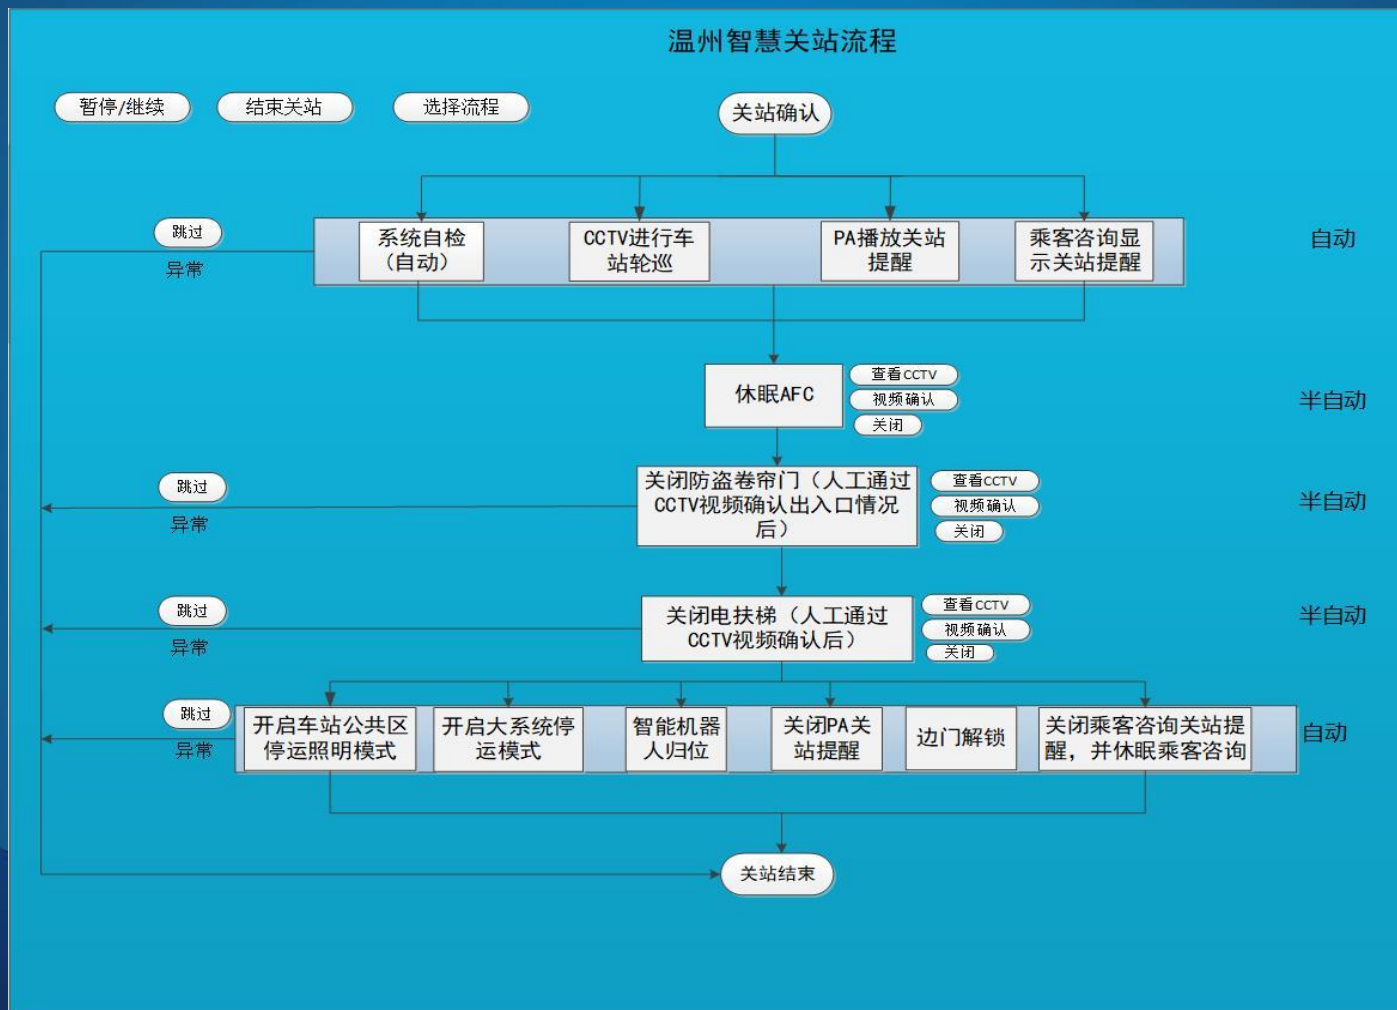 温州智慧关站流程
暂停/继续
结束关站
选择流程
关站确认
跳过
异常
系统自检
（自动）
CCTV进行车
站轮巡
PA播放关站
提醒
乘客咨询显
示关站提醒
自动
休眠AFC
查看CCTV
视频确认
关闭
半自动
跳过
异常
关闭防盗卷帘门（人工通过
CCTV视频确认出入口情况
后）
查看CCTV
视频确认
关闭
半自动
跳过
异常
关闭电扶梯（人工通过
CCTV视频确认后）
查看CCTV
视频确认
关闭
半自动
跳过
异常
开启车站公共区
停运照明模式
开启大系统停
运模式
智能机器
人归位
关闭PA关
站提醒
边门解锁
关闭乘客咨询关站提
醒，并休眠乘客咨询
自动
关站结束